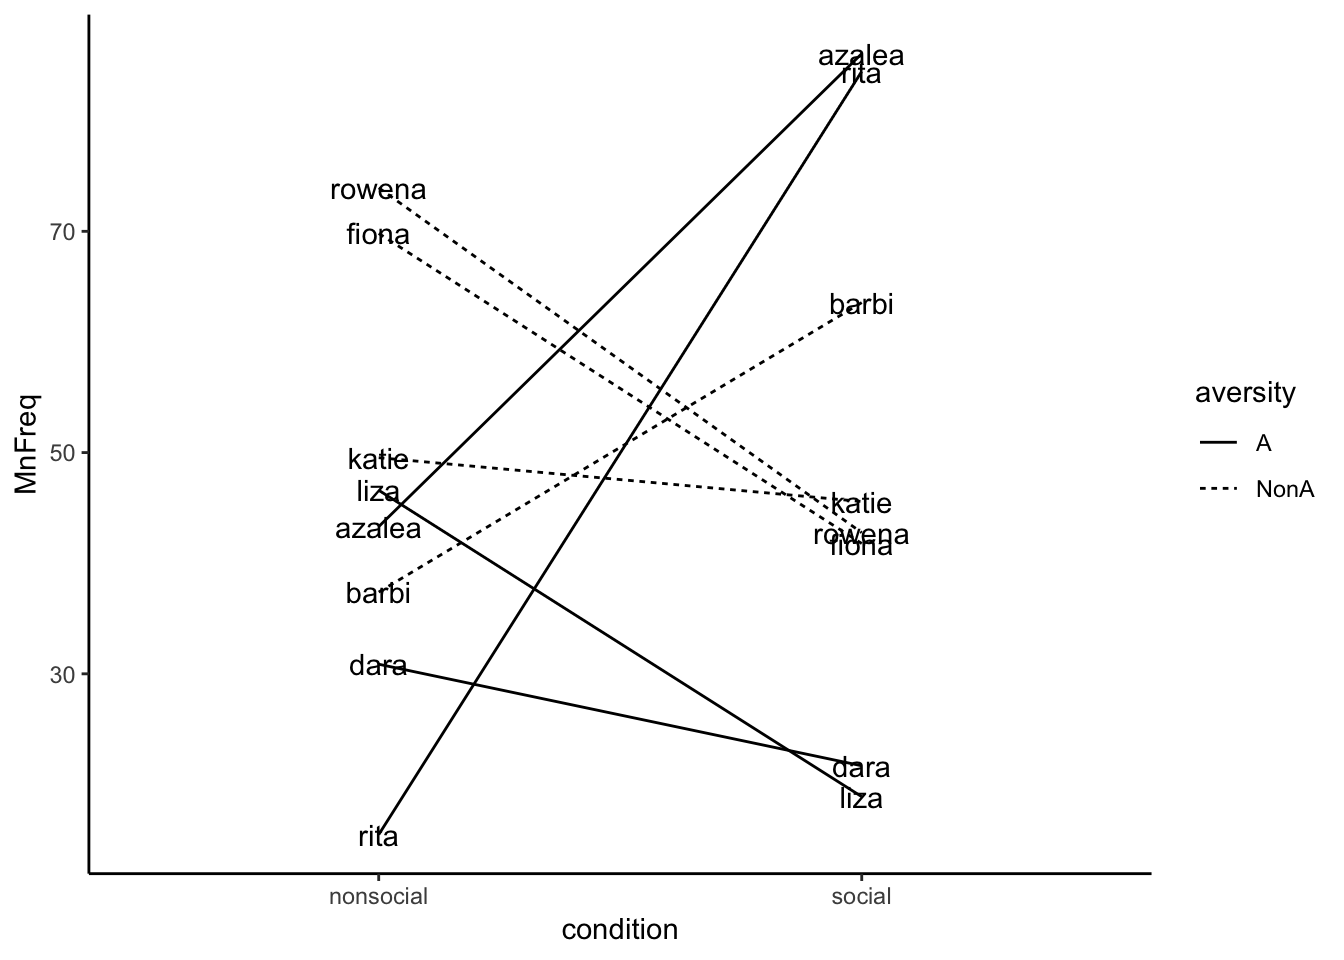 azalea
rita
rowena
fiona
70
barbi
MnFreq
aversity
A
NonA
50
katie
liza
azalea
katie
rowena
fiona
barbi
dara
30
dara
liza
rita
nonsocial
social
condition